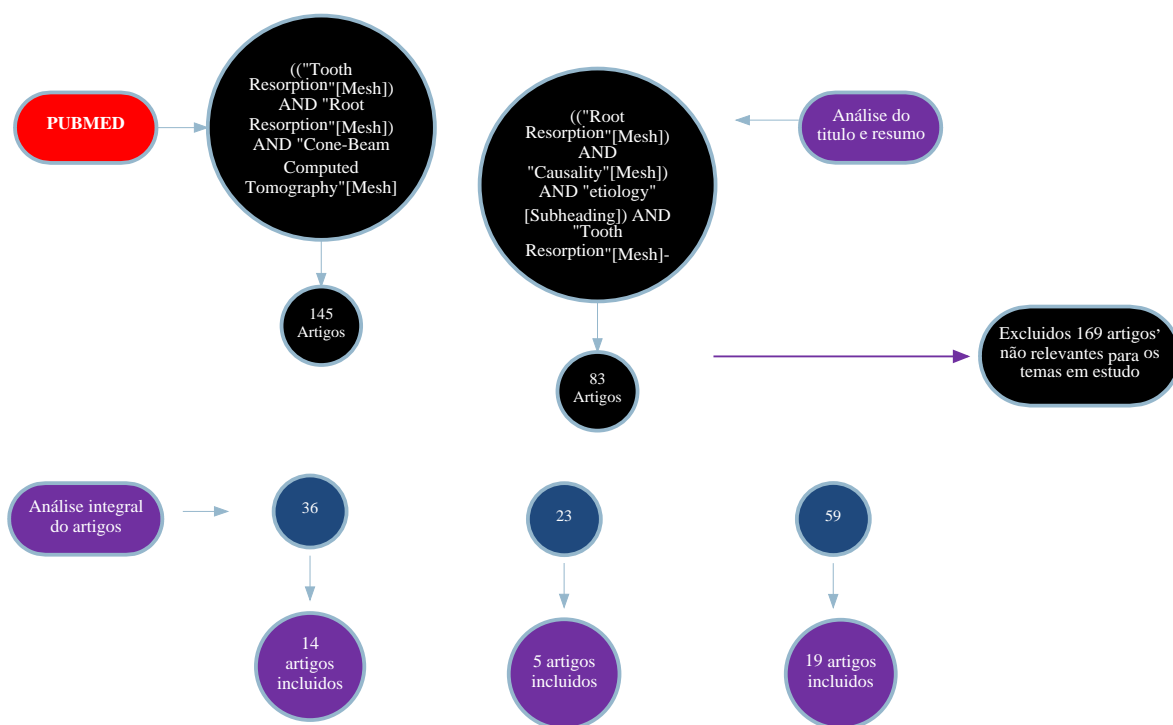 PUBMED
(("Tooth
Resorption"[Mesh])
AND "Root
Resorption"[Mesh])
AND "Cone-Beam
Computed
Tomography"[Mesh]
(("Root
Resorption"[Mesh])
AND
"Causality"[Mesh])
AND "etiology"
[Subheading]) AND
"Tooth
Resorption"[Mesh]-
Análise do
titulo e resumo
145
Artigos
83
Artigos
Excluidos 169 artigos’
não relevantes para os
temas em estudo
Análise integral
do artigos
36
23
59
14
artigos
incluidos
5 artigos
incluidos
19 artigos
incluidos